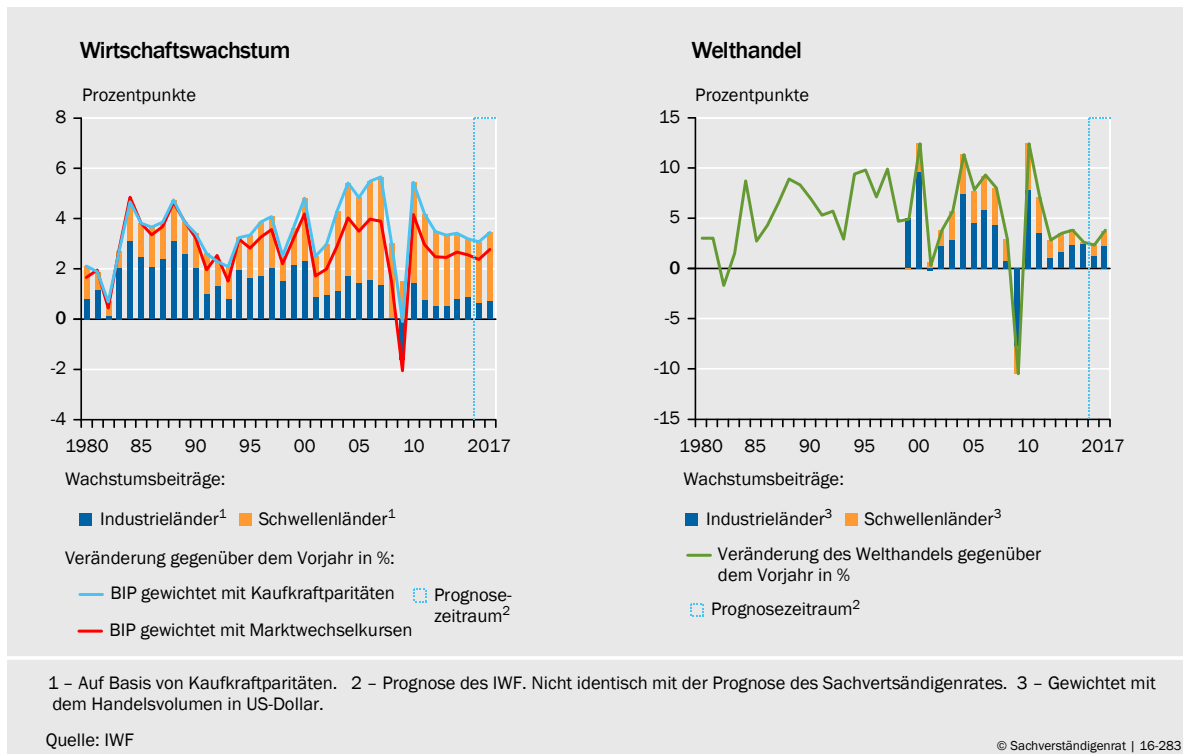 Wirtschaftswachstum
Prozentpunkte
8
6
4
2
0
-2
-4
1980 85 90 95 00 05 10 2017
Wachstumsbeiträge:
Industrieländer1 Schwellenländer1
Veränderung gegenüber dem Vorjahr in %:
BIP gewichtet mit Kaufkraftparitäten
BIP gewichtet mit Marktwechselkursen
Prognose-
zeitraum2
Welthandel
Prozentpunkte
15
10
5
0
-5
-10
-15
1980 85 90 95 00 05 10 2017
Wachstumsbeiträge:
Industrieländer3 Schwellenländer3
Veränderung des Welthandels gegenüber
dem Vorjahr in %
Prognosezeitraum2
1 – Auf Basis von Kaufkraftparitäten. 2 – Prognose des IWF. Nicht identisch mit der Prognose des Sachvertsändigenrates. 3 – Gewichtet mit
dem Handelsvolumen in US-Dollar.
Quelle: IWF
© Sachverständigenrat | 16-283